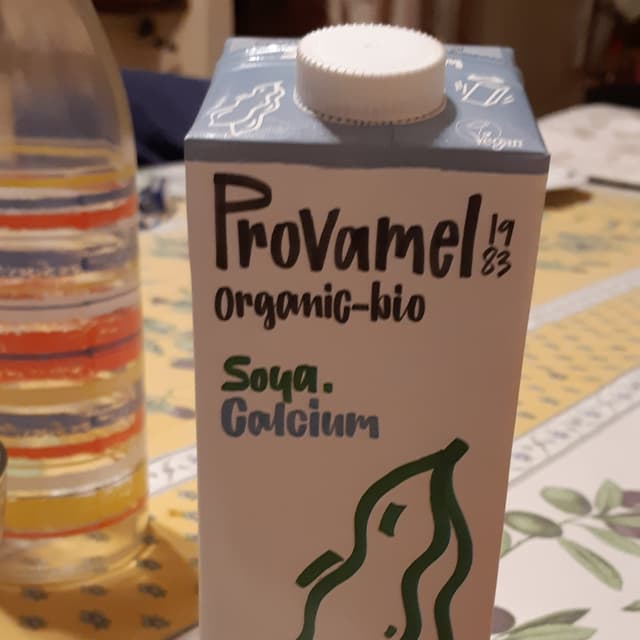 vegan
Provamel 19
83
organic-bio
Soya.
Calcium